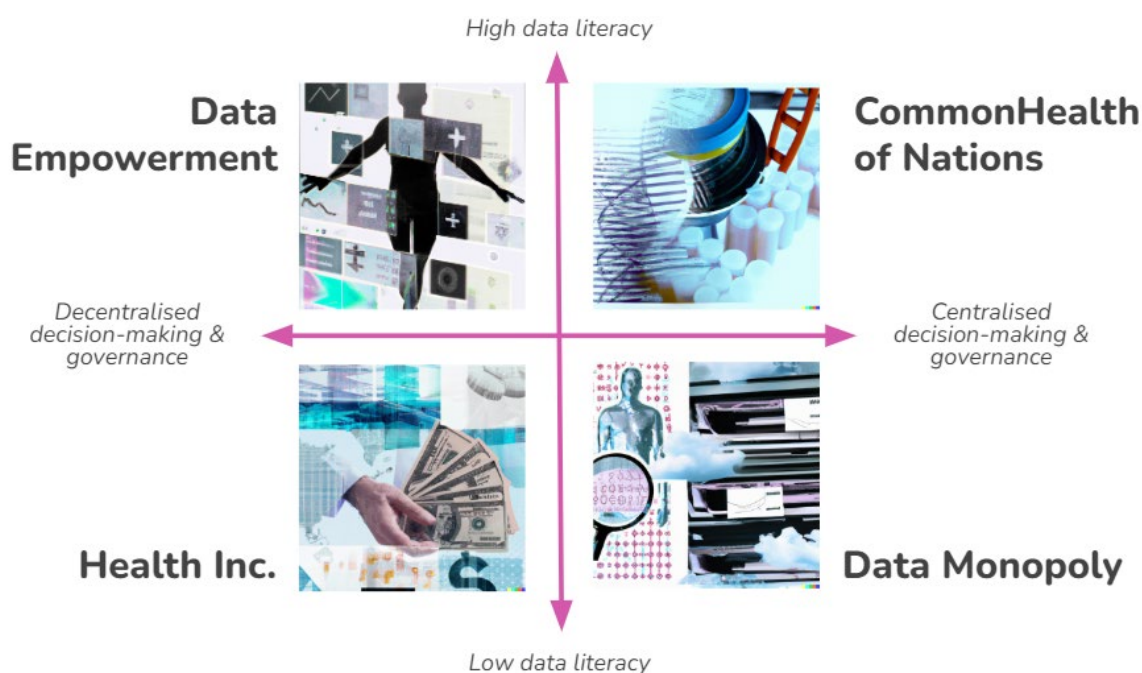 High data literacy
Data
Empowerment
CommonHealth
of Nations
Decentralised
decision-making &
governance
Centralised
decision-making &
governance
Health Inc.
Data Monopoly
Low data literacy